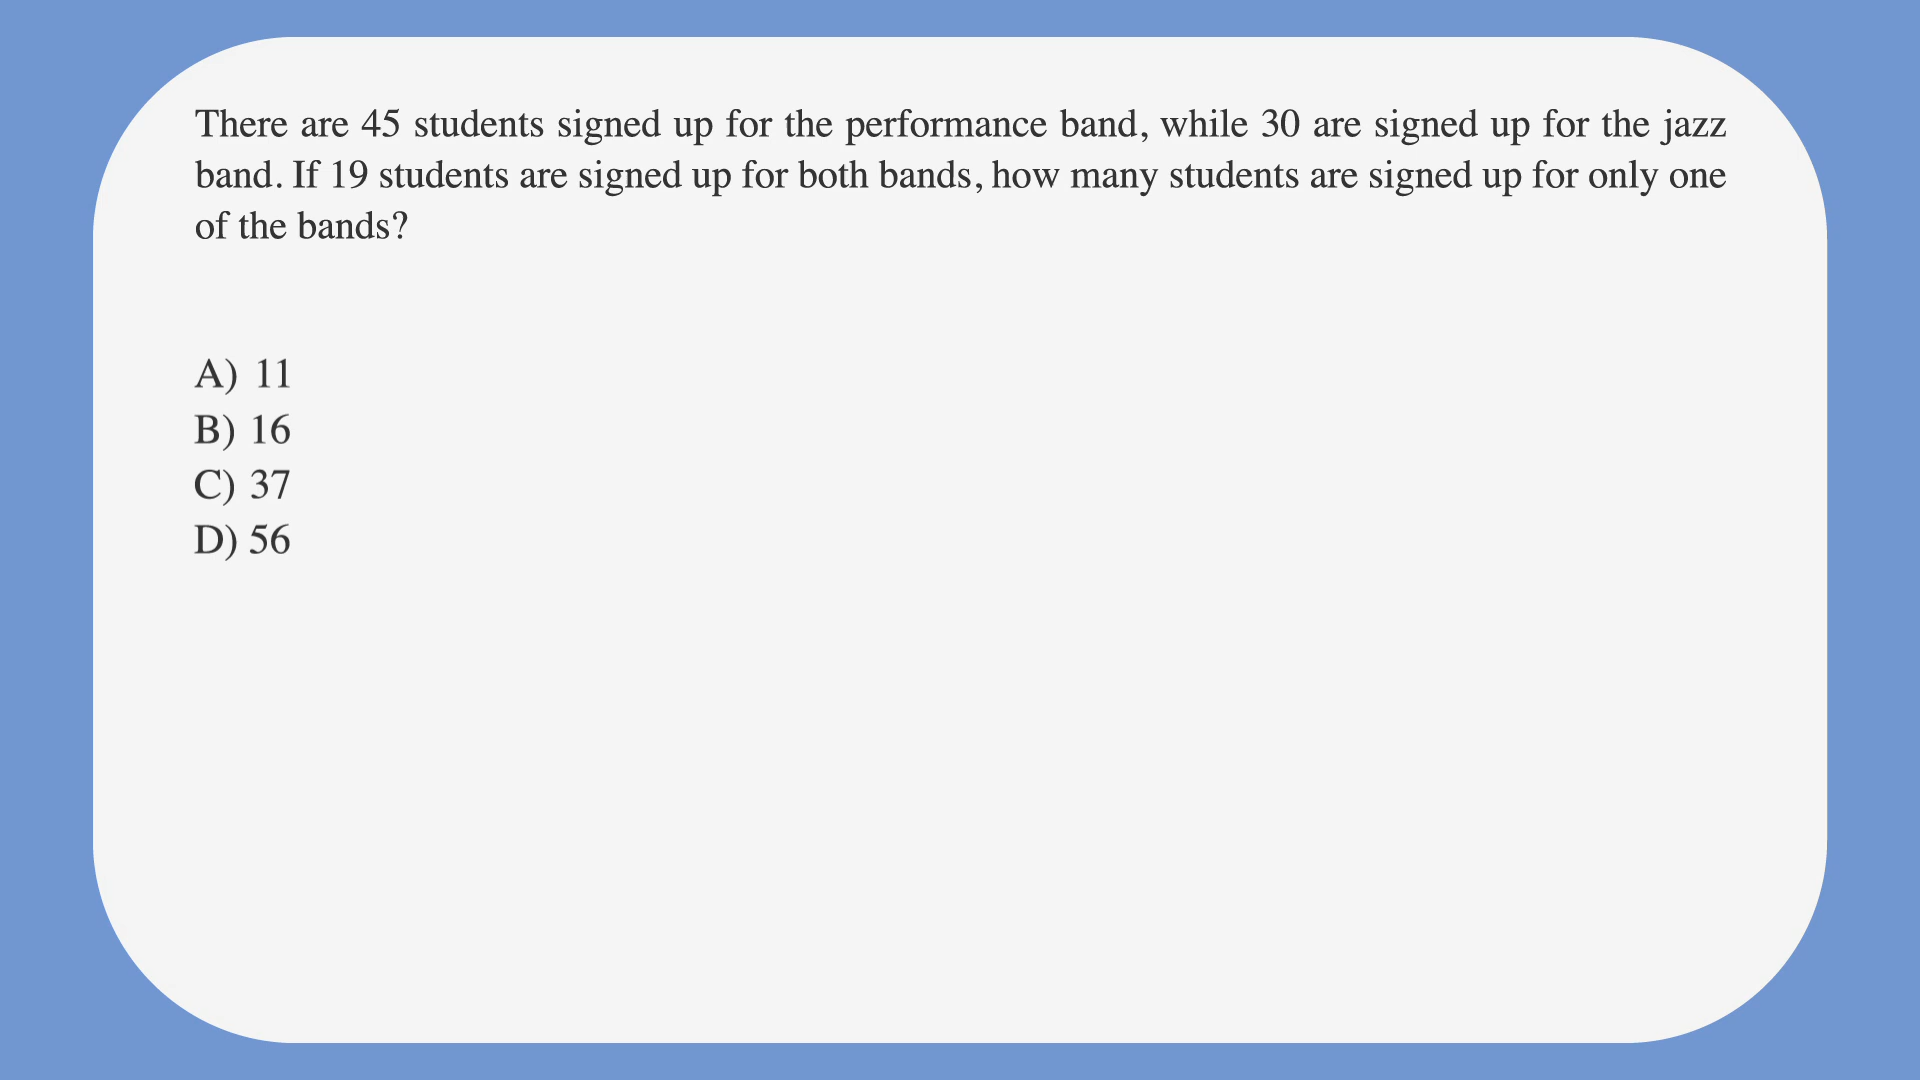 There are 45 students signed up for the performance band, while 30 are signed up for the jazz
band. If 19 students are signed up for both bands, how many students are signed up for only one
of the bands?
A) 11
B) 16
C) 37
D) 56